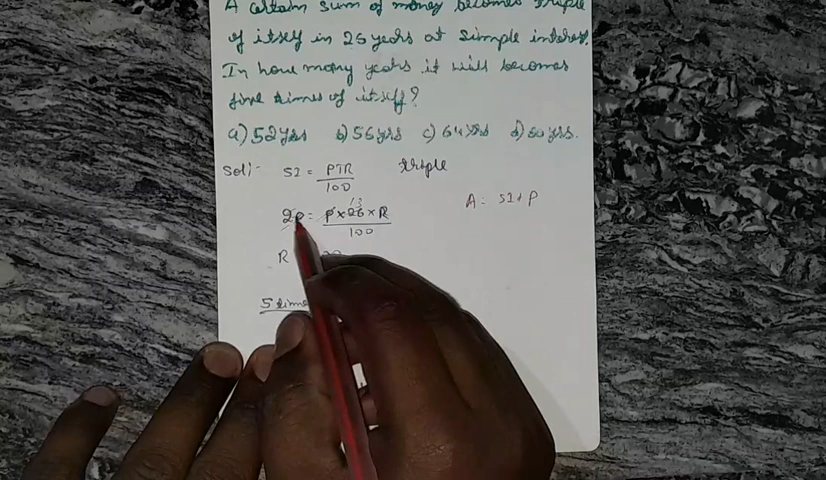 A certain sum of money becomes triple
of itself in 26 years at simple interest.
In how many years it will becomes
five times of itself?
a) 52 yrs b) 56 yrs c) 64 yrs d) 60 yrs.
Sol:- SI = PTR / 100 triple
A = SI + P
2P = P × 26 × R / 100
13
R
5 times